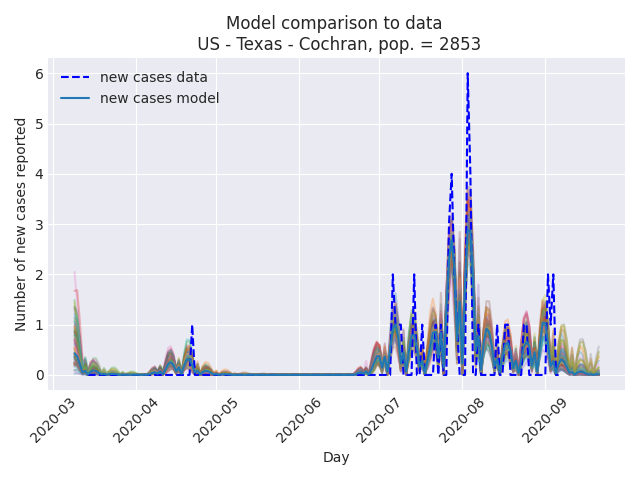 Model comparison to data
US - Texas - Cochran, pop. = 2853
new cases data
new cases model
Number of new cases reported
6
5
4
3
2
1
0
2020-03
2020-04
2020-05
2020-06
2020-07
2020-08
2020-09
Day